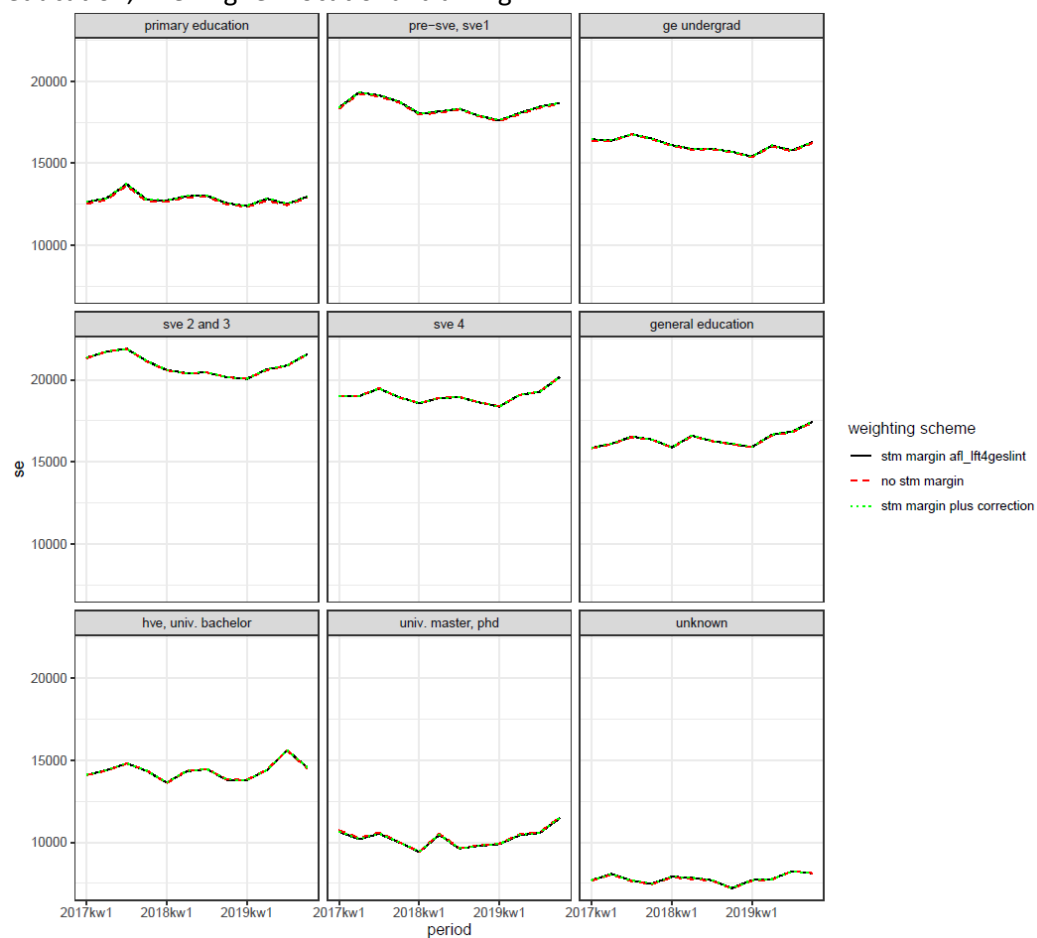 primary education
pre−sve, sve1
ge undergrad
20000
15000
10000
sve 2 and 3
sve 4
general education
20000
15000
10000
hve, univ. bachelor
univ. master, phd
unknown
20000
15000
10000
2017kw1 2018kw1 2019kw1
2017kw1 2018kw1 2019kw1
2017kw1 2018kw1 2019kw1
period
se
weighting scheme
stm margin afl_lft4geslint
no stm margin
stm margin plus correction